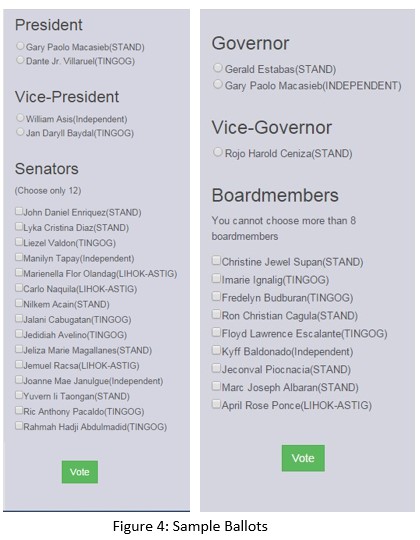 President
Gary Paolo Macasieb(STAND)
Dante Jr. Villaruel(TINGOG)
Vice-President
William Asis(Independent)
Jan Daryll Baydal(TINGOG)
Senators
(Choose only 12)
John Daniel Enriquez(STAND)
Lyka Cristina Diaz(STAND)
Liezel Valdon(TINGOG)
Manilyn Tapay(Independent)
Marienella Flor Olandag(LIHOK-ASTIG)
Carlo Naquila(LIHOK-ASTIG)
Nilkem Acain(STAND)
Jalani Cabugatan(TINGOG)
Jedidiah Avelino(TINGOG)
Jeliza Marie Magallanes(STAND)
Jemuel Racsa(LIHOK-ASTIG)
Joanne Mae Janulgue(Independent)
Yuvern Ii Taongan(STAND)
Ric Anthony Pacaldo(TINGOG)
Rahmah Hadji Abdulmadid(TINGOG)
Vote
Governor
Gerald Estabas(STAND)
Gary Paolo Macasieb(INDEPENDENT)
Vice-Governor
Rojo Harold Ceniza(STAND)
Boardmembers
You cannot choose more than 8
boardmembers
Christine Jewel Supan(STAND)
Imarie Ignalig(TINGOG)
Fredelyn Budburan(TINGOG)
Ron Christian Cagula(STAND)
Floyd Lawrence Escalante(TINGOG)
Kyff Baldonado(Independent)
Jeconval Piocnacia(STAND)
Marc Joseph Albaran(STAND)
April Rose Ponce(LIHOK-ASTIG)
Vote
Figure 4: Sample Ballots